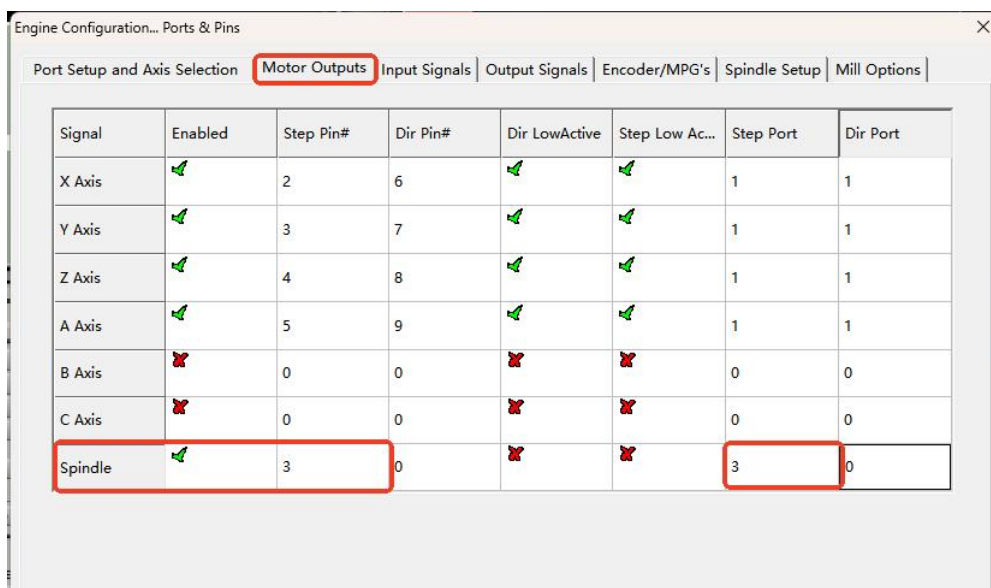 Engine Configuration... Ports & Pins
Port Setup and Axis Selection Motor Outputs Input Signals Output Signals Encoder/MPG's Spindle Setup Mill Options
Signal Enabled Step Pin# Dir Pin# Dir LowActive Step Low Ac... Step Port Dir Port
X Axis 2 6 1 1
Y Axis 3 7 1 1
Z Axis 4 8 1 1
A Axis 5 9 1 1
B Axis 0 0 0 0
C Axis 0 0 0 0
Spindle 3 0 3 0